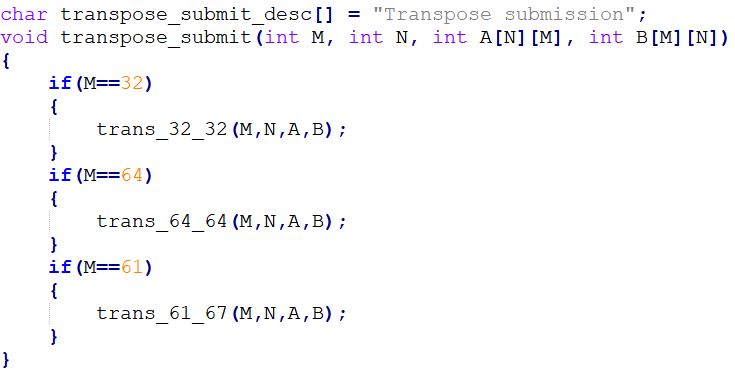 char transpose_submit_desc[] = "Transpose submission";
void transpose_submit(int M, int N, int A[N][M], int B[M][N])
{
    if(M==32)
    {
        trans_32_32(M,N,A,B);
    }
    if(M==64)
    {
        trans_64_64(M,N,A,B);
    }
    if(M==61)
    {
        trans_61_67(M,N,A,B);
    }
}